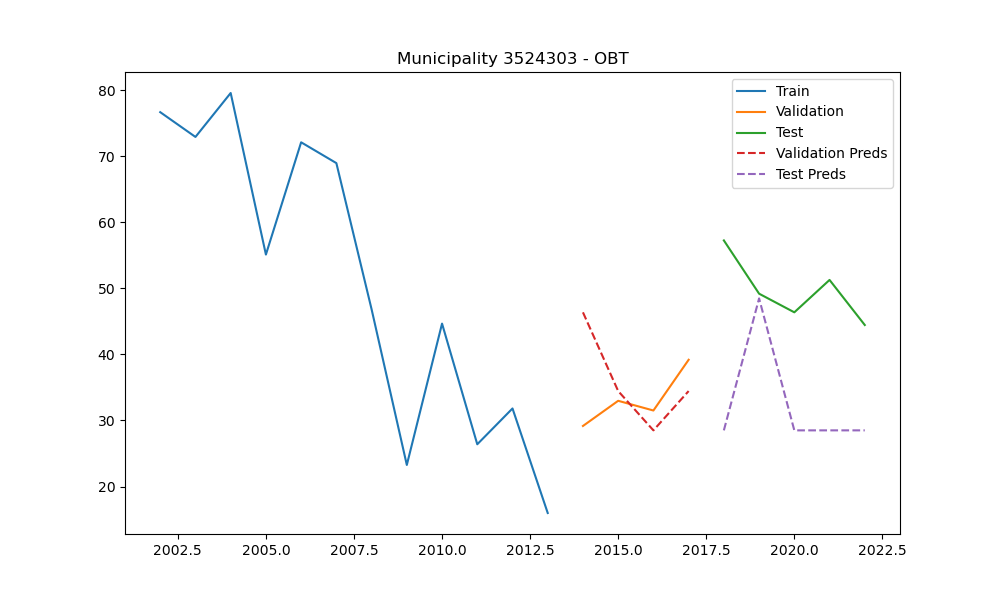 Municipality 3524303 - OBT
Train
Validation
Test
Validation Preds
Test Preds
80
70
60
50
40
30
20
2002.5 2005.0 2007.5 2010.0 2012.5 2015.0 2017.5 2020.0 2022.5